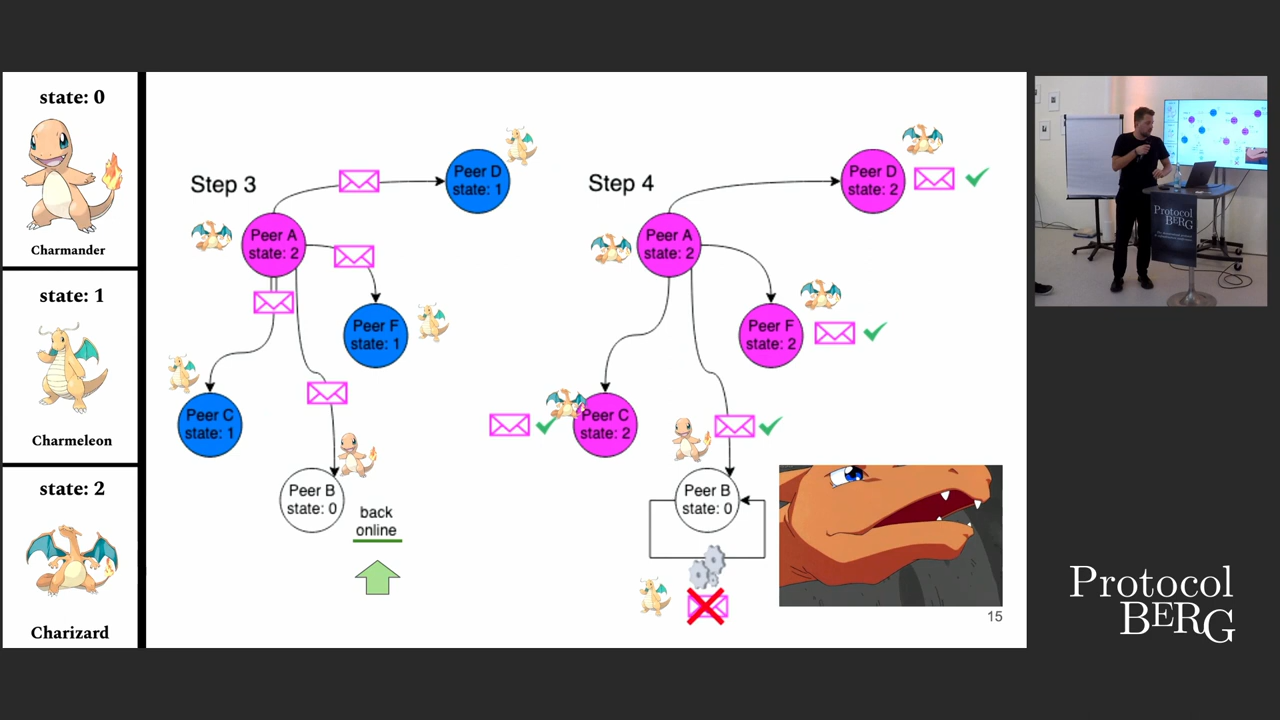 state: 0
Charmander
state: 1
Charmeleon
state: 2
Charizard
Step 3
Peer D
state: 1
Peer A
state: 2
Peer F
state: 1
Peer C
state: 1
Peer B
state: 0
back
online
Step 4
Peer D
state: 2
Peer A
state: 2
Peer F
state: 2
Peer C
state: 2
Peer B
state: 0
15
Protocol
BERG
Protocol
BERG